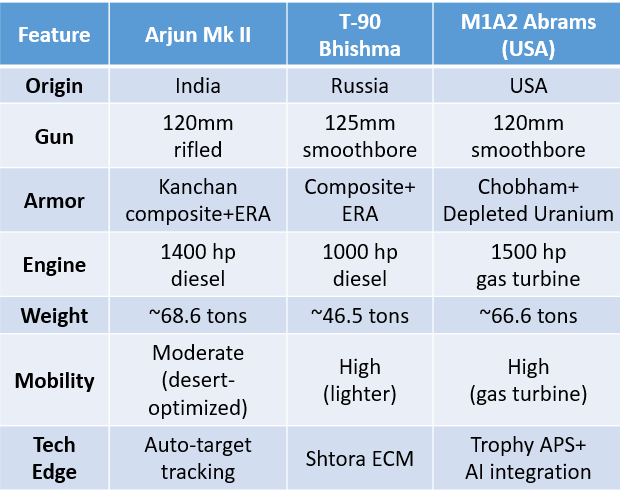 Feature
Arjun Mk II
T-90
Bhishma
M1A2 Abrams
(USA)
Origin
India
Russia
USA
Gun
120mm
rifled
125mm
smoothbore
120mm
smoothbore
Armor
Kanchan
composite+ERA
Composite+
ERA
Chobham+
Depleted Uranium
Engine
1400 hp
diesel
1000 hp
diesel
1500 hp
gas turbine
Weight
~68.6 tons
~46.5 tons
~66.6 tons
Mobility
Moderate
(desert-
optimized)
High
(lighter)
High
(gas turbine)
Tech
Edge
Auto-target
tracking
Shtora ECM
Trophy APS+
AI integration